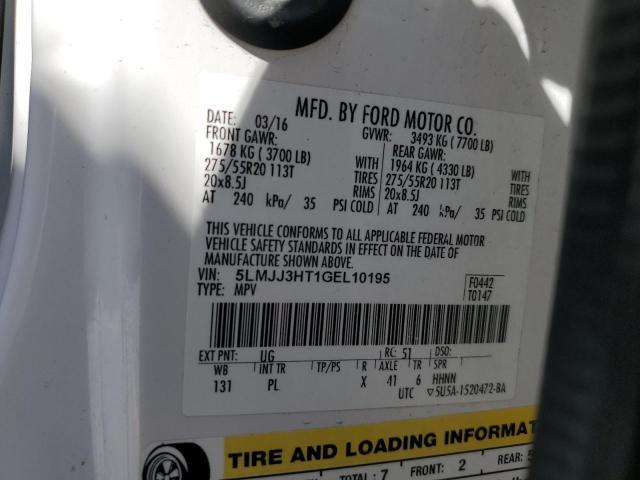 MFD. BY FORD MOTOR CO.
DATE: 03/16 GVWR: 3493 KG ( 7700 LB)
FRONT GAWR: REAR GAWR:
1678 KG ( 3700 LB) 1964 KG ( 4330 LB)
275/55R20 113T TIRES 275/55R20 113T
20x8.5J RIMS 20x8.5J
WITH
TIRES
RIMS
AT 240 kPa/ 35 PSI COLD AT 240 kPa/ 35 PSI COLD
THIS VEHICLE CONFORMS TO ALL APPLICABLE FEDERAL MOTOR
VEHICLE SAFETY STANDARDS IN EFFECT ON THE DATE OF
MANUFACTURE SHOWN ABOVE.
VIN: 5LMJJ3HT1GEL10195 F0442
TYPE: MPV T0147
EXT PNT: UG RC: 51 DSO:
WB INT TR TP/PS R AXLE TR SPR
131 PL X 41 6 HHNN
UTC ▽5U5A-1520472-BA
TIRE AND LOADING INFORMAT
TOTAL: 7 FRONT: 2 REAR: 5